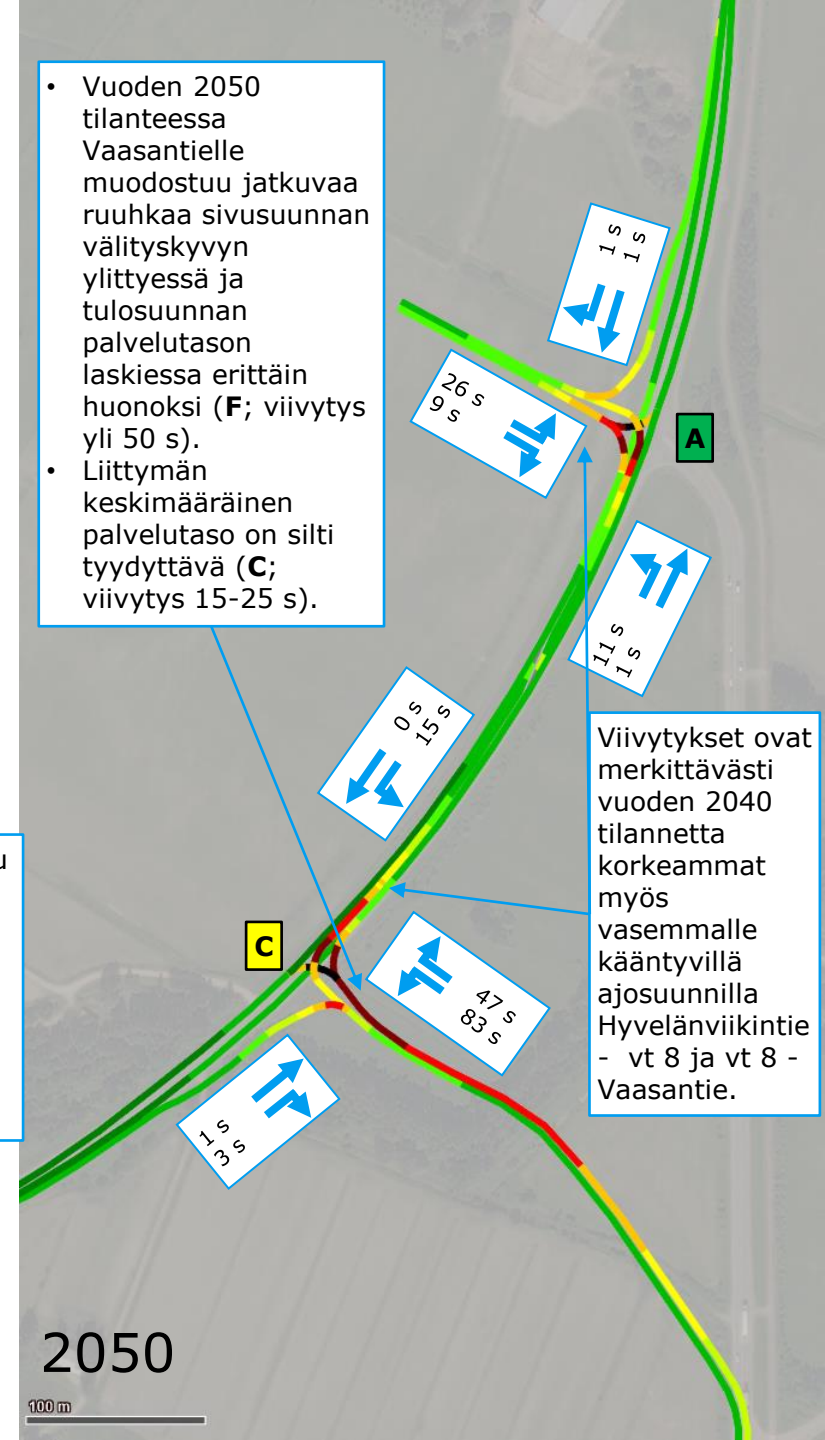 • Vuoden 2050
tilanteessa
Vaasantielle
muodostuu jatkuvaa
ruuhkaa sivusuunnan
välityskyvyn
ylittyessä ja
tulosuunnan
palvelutason
laskiessa erittäin
huonoksi (F; viivytys
yli 50 s).
• Liittymän
keskimääräinen
palvelutaso on silti
tyydyttävä (C;
viivytys 15-25 s).
1 s
1 s
26 s
9 s
A
11 s
1 s
0 s
15 s
Viivytykset ovat
merkittävästi
vuoden 2040
tilannetta
korkeammat
myös
vasemmalle
kääntyvillä
ajosuunnilla
Hyvelänviikintie
- vt 8 ja vt 8 -
Vaasantie.
u
C
47 s
83 s
1 s
3 s
2050
100 m